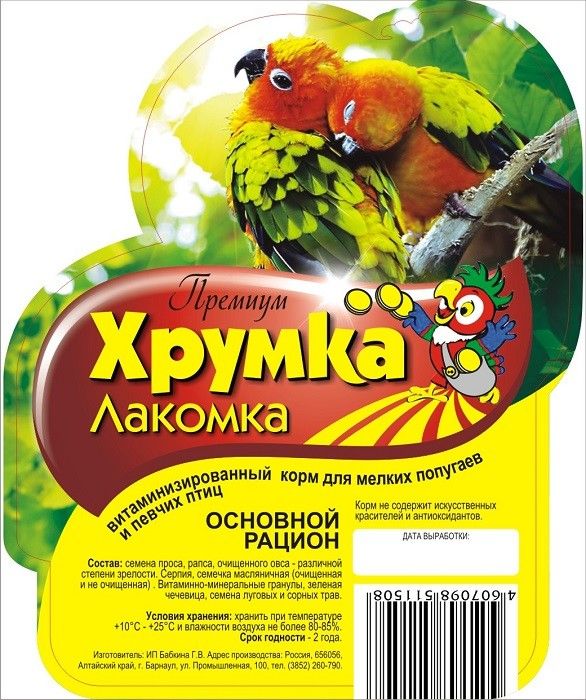 Премиум
Хрумка
Лакомка
витаминизированный корм для мелких попугаев
и певчих птиц
ОСНОВНОЙ
РАЦИОН
Корм не содержит искусственных
красителей и антиоксидантов.
ДАТА ВЫРАБОТКИ:
Состав: семена проса, рапса, очищенного овса - различной
степени зрелости. Серпия, семечка масляничная (очищенная
и не очищенная) . Витаминно-минеральные гранулы, зеленая
чечевица, семена луговых и сорных трав.
Условия хранения: хранить при температуре
+10°С - +25°С и влажности воздуха не более 80-85%.
Срок годности - 2 года.
Изготовитель: ИП Бабкина Г.В. Адрес производства: Россия, 656056,
Алтайский край, г. Барнаул, ул. Промышленная, 100, тел. (3852) 260-790.
4 607098 511508